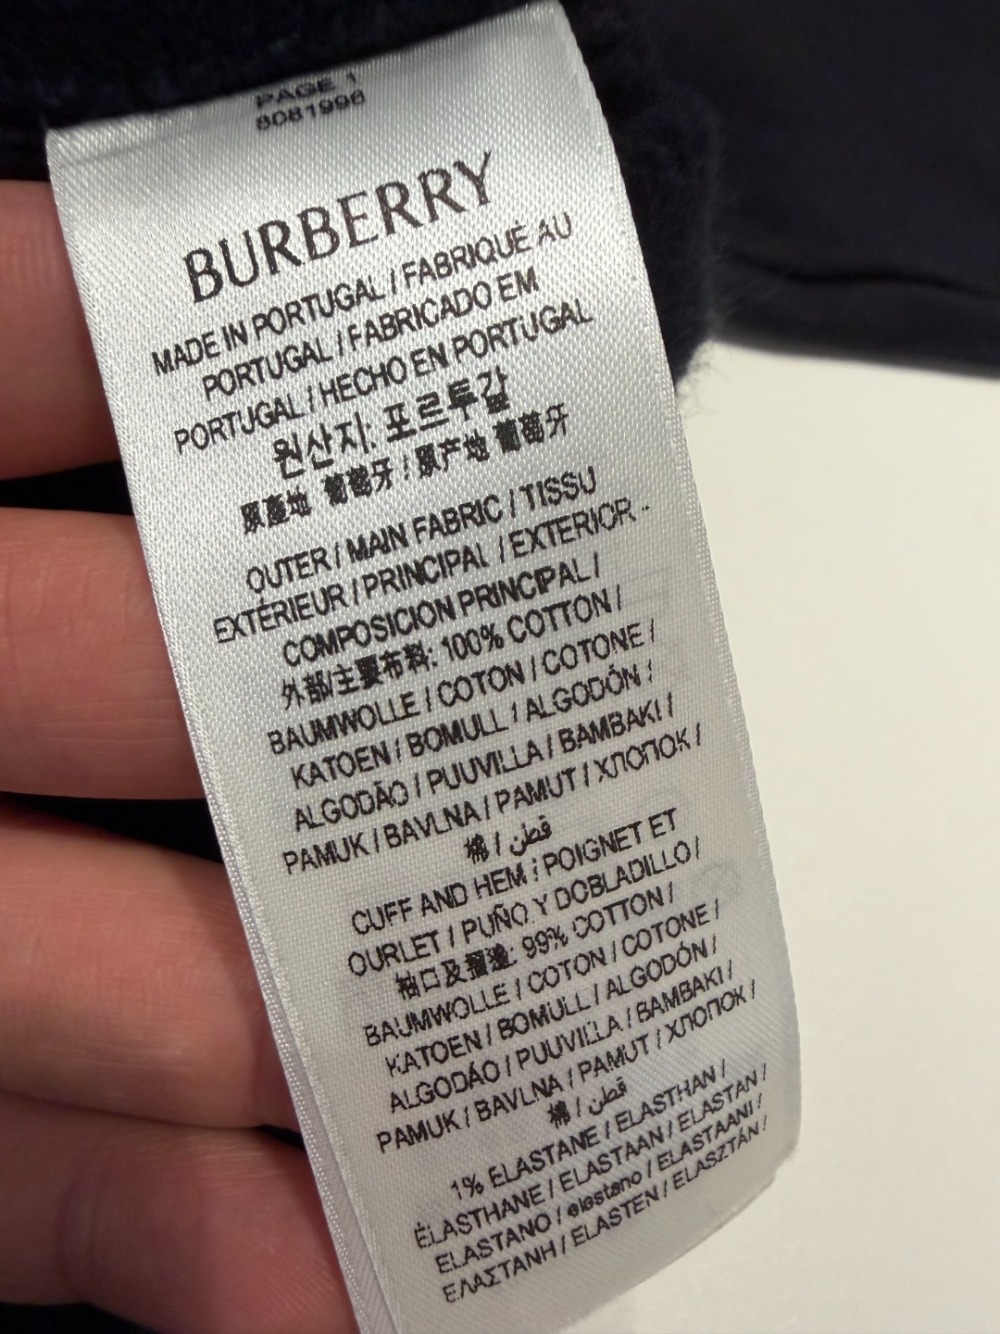 PAGE 1
8081996
BURBERRY
MADE IN PORTUGAL / FABRIQUÉ AU
PORTUGAL / FABRICADO EM
PORTUGAL / HECHO EN PORTUGAL
원산지: 포르투갈
原產地 葡萄牙 / 原产地 葡萄牙
OUTER / MAIN FABRIC / TISSU
EXTÉRIEUR / PRINCIPAL / EXTERIOR -
COMPOSICION PRINCIPAL /
外部/主要布料: 100% COTTON /
BAUMWOLLE / COTON / COTONE /
KATOEN / BOMULL / ALGODÓN /
ALGODÃO / PUUVILLA / BAMBAKI /
PAMUK / BAVLNA / PAMUT / ХЛОПОК /
棉 / قطن
CUFF AND HEM / POIGNET ET
OURLET / PUÑO Y DOBLADILLO /
袖口及摺邊: 99% COTTON /
BAUMWOLLE / COTON / COTONE /
KATOEN / BOMULL / ALGODÓN /
ALGODÃO / PUUVILLA / BAMBAKI /
PAMUK / BAVLNA / PAMUT / ХЛОПОК /
棉 / قطن
1% ELASTANE / ELASTHAN /
ÉLASTHANE / ELASTAAN / ELASTAN /
ELASTANO / elastano / ELASTAANI /
ΕΛΑΣΤΑΝΗ / ELASTEN / ELASZTÁN /